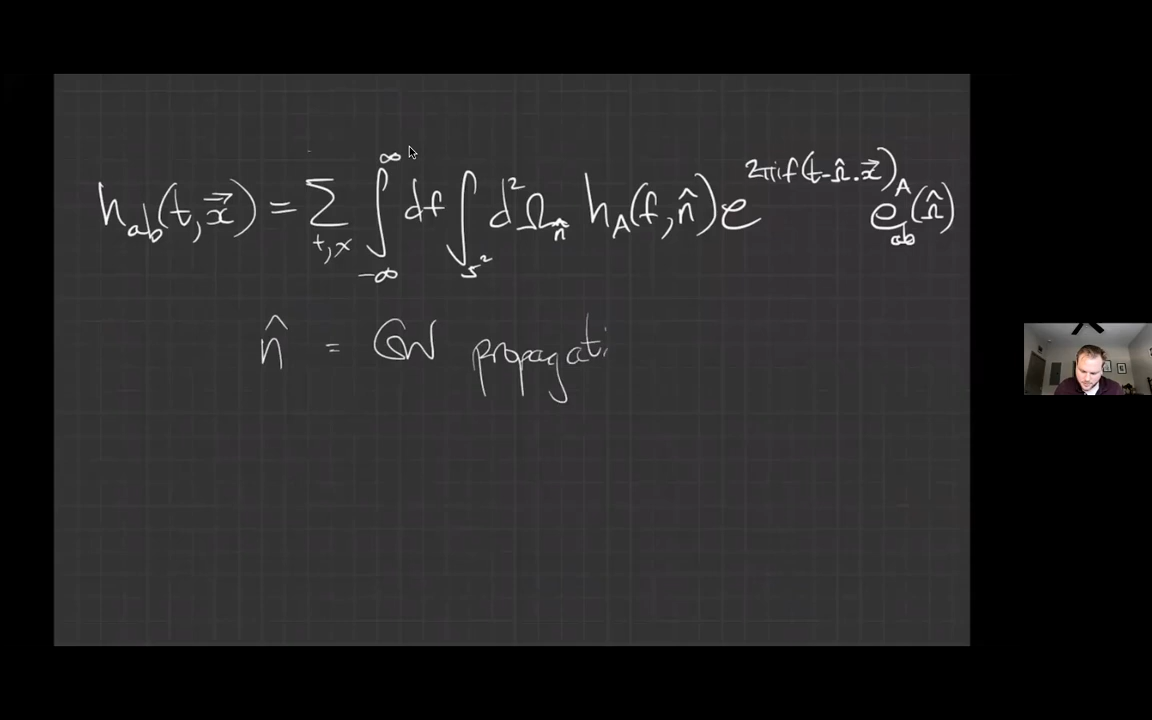 h_ab(t, x⃗) = Σ_{+,x} ∫_{-∞}^{∞} df ∫_{S²} d²Ω_n̂ h_A(f, n̂) e^{2πif(t-Ω̂.x⃗)} e^A_ab(Ω̂)
n̂ = GW propagati